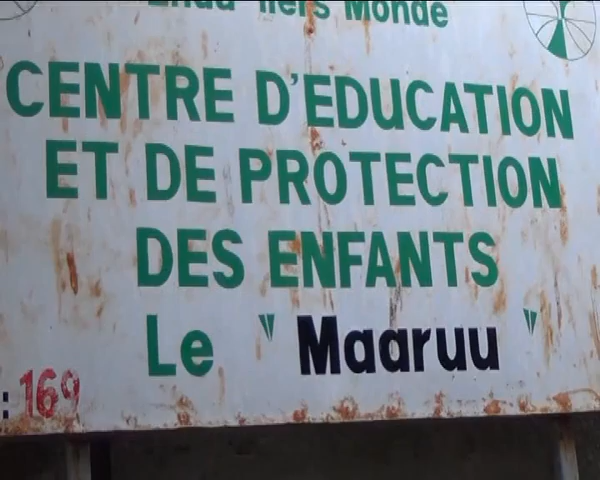 Enda Tiers Monde
CENTRE D'EDUCATION
ET DE PROTECTION
DES ENFANTS
Le "Maaruu"
: 169